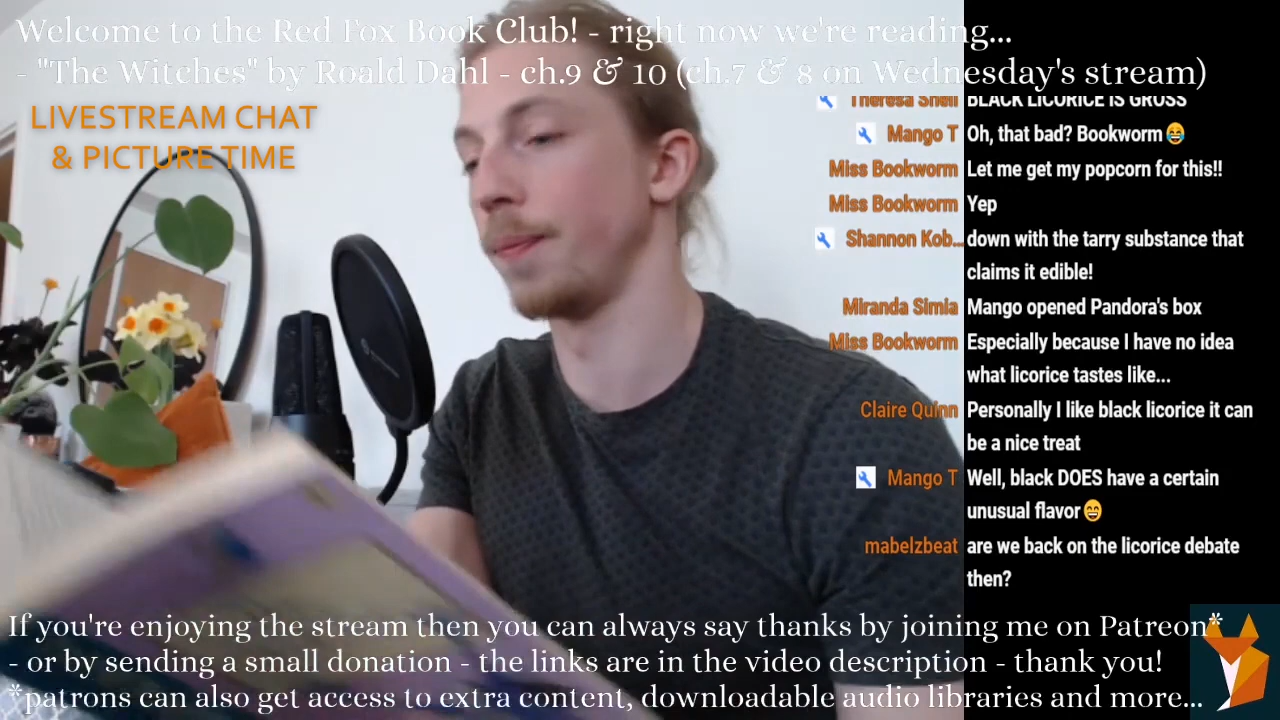 Welcome to the Red Fox Book Club! - right now we're reading...
- "The Witches" by Roald Dahl - ch.9 & 10 (ch.7 & 8 on Wednesday's stream)
LIVESTREAM CHAT
& PICTURE TIME
Theresa Snell BLACK LICORICE IS GROSS
Mango T Oh, that bad? Bookworm😂
Miss Bookworm Let me get my popcorn for this!!
Miss Bookworm Yep
Shannon Kob... down with the tarry substance that
claims it edible!
Miranda Simia Mango opened Pandora's box
Miss Bookworm Especially because I have no idea
what licorice tastes like...
Claire Quinn Personally I like black licorice it can
be a nice treat
Mango T Well, black DOES have a certain
unusual flavor😁
mabelzbeat are we back on the licorice debate
then?
If you're enjoying the stream then you can always say thanks by joining me on Patreon*
- or by sending a small donation - the links are in the video description - thank you!
*patrons can also get access to extra content, downloadable audio libraries and more...